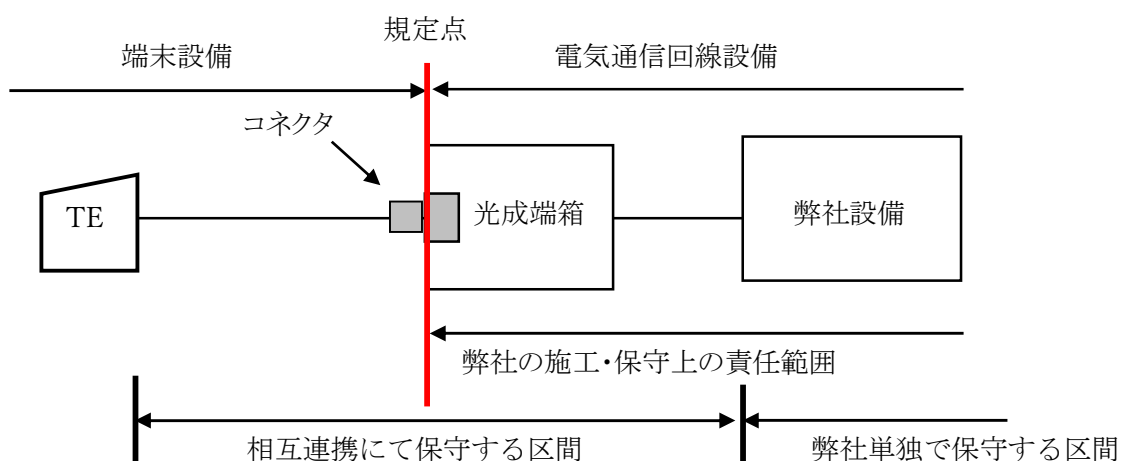 規定点
端末設備
電気通信回線設備
コネクタ
TE
光成端箱
弊社設備
弊社の施工・保守上の責任範囲
相互連携にて保守する区間
弊社単独で保守する区間